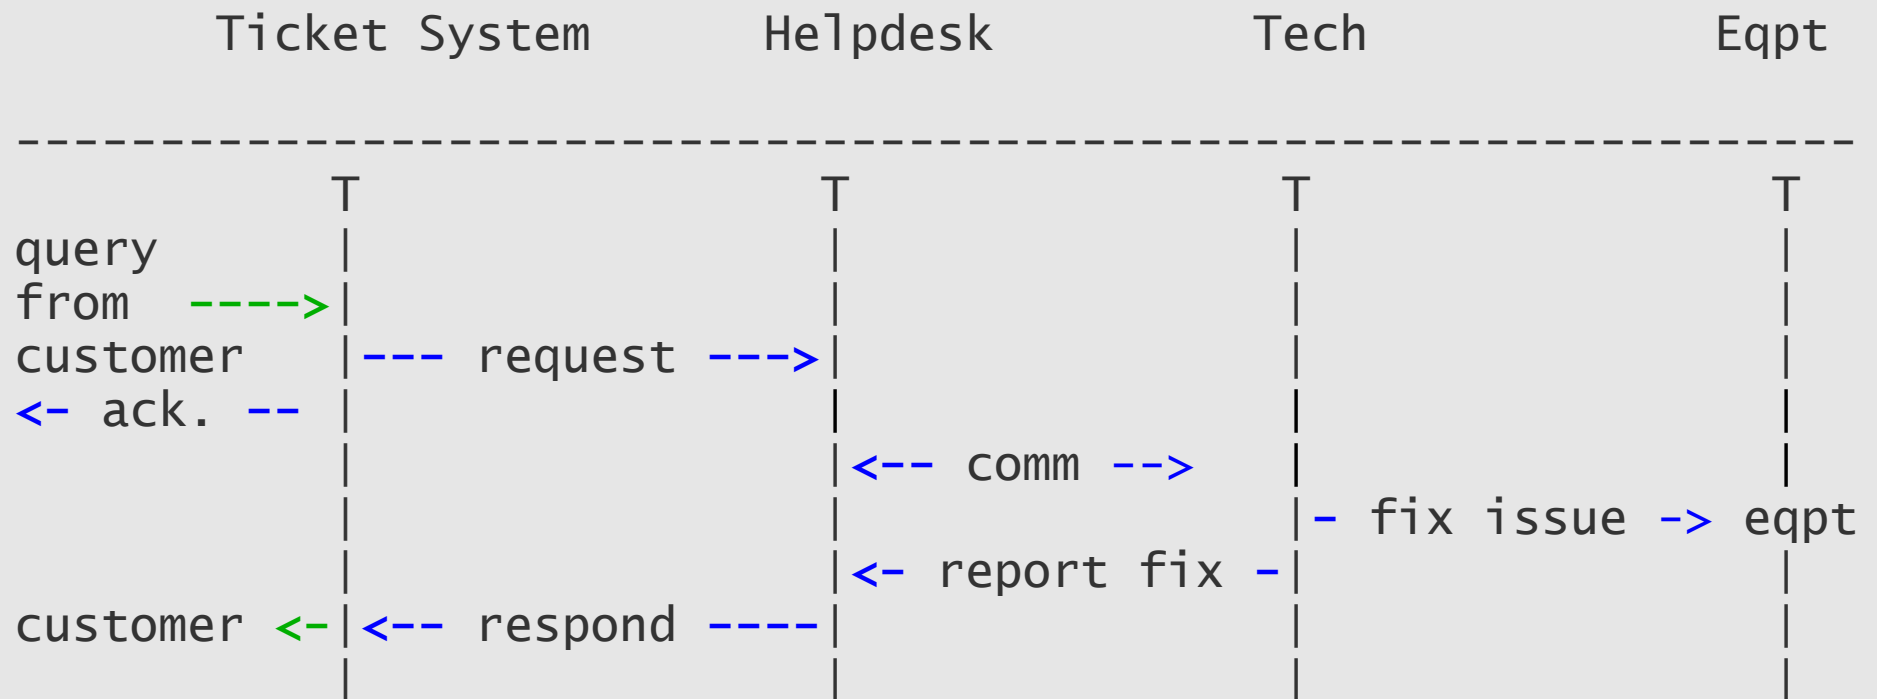 Ticket System Helpdesk Tech Eqpt
----------------------------------------------------------------
T T T T
query | | | |
from ---->| | | |
customer |--- request --->| | |
<- ack. -- | | | |
| |<-- comm --> | |
| | |- fix issue -> eqpt
| |<- report fix -| |
customer <-|<-- respond ----| | |
| | | |